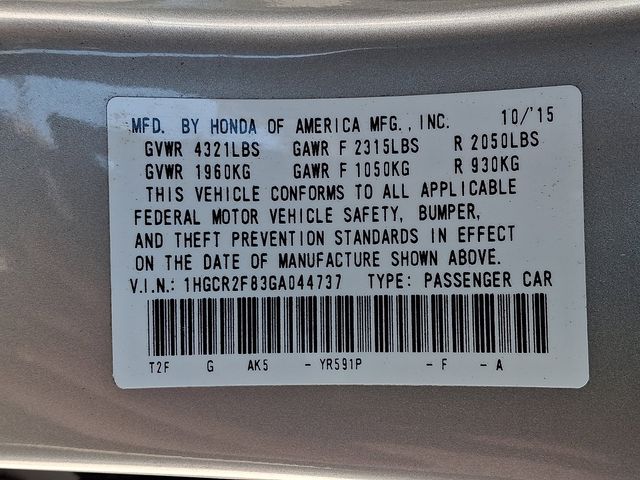 MFD. BY HONDA OF AMERICA MFG., INC. 10/'15
GVWR 4321LBS GAWR F 2315LBS R 2050LBS
GVWR 1960KG GAWR F 1050KG R 930KG
THIS VEHICLE CONFORMS TO ALL APPLICABLE
FEDERAL MOTOR VEHICLE SAFETY, BUMPER,
AND THEFT PREVENTION STANDARDS IN EFFECT
ON THE DATE OF MANUFACTURE SHOWN ABOVE.
V.I.N.: 1HGCR2F83GA044737 TYPE: PASSENGER CAR
T2F G AK5 - YR591P - F - A